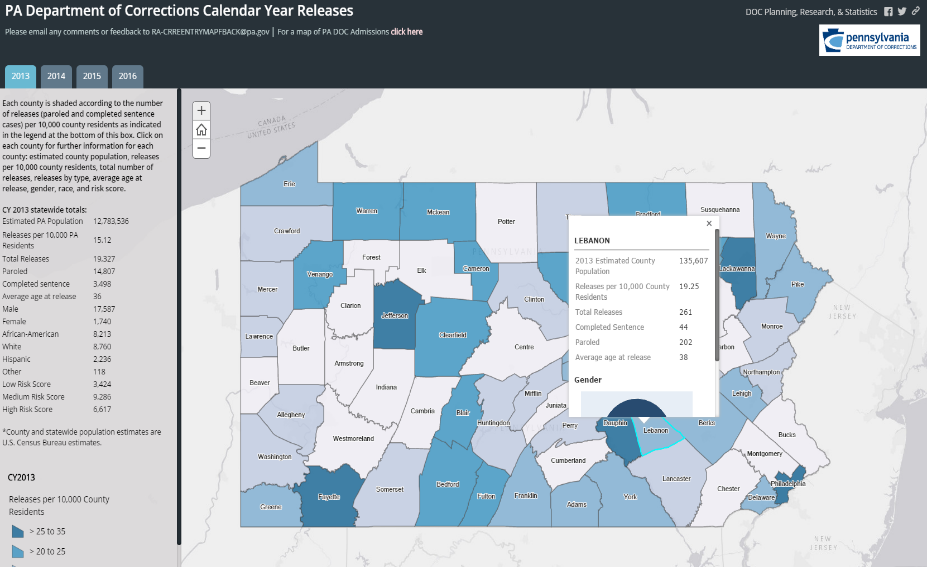 PA Department of Corrections Calendar Year Releases
DOC Planning, Research, & Statistics
Please email any comments or feedback to RA-CRREENTRYMAPFBACK@pa.gov | For a map of PA DOC Admissions click here
pennsylvania
DEPARTMENT OF CORRECTIONS
2013 2014 2015 2016
Each county is shaded according to the number
of releases (paroled and completed sentence
cases) per 10,000 county residents as indicated
in the legend at the bottom of this box. Click on
each county for further information for each
county: estimated county population, releases
per 10,000 county residents, total number of
releases, releases by type, average age at
release, gender, race, and risk score.
CY 2013 statewide totals:
Estimated PA Population 12,783,536
Releases per 10,000 PA
Residents 15.12
Total Releases 19,327
Paroled 14,807
Completed sentence 3,498
Average age at release 36
Male 17,587
Female 1,740
African-American 8,213
White 8,760
Hispanic 2,236
Other 118
Low Risk Score 3,424
Medium Risk Score 9,286
High Risk Score 6,617
*County and statewide population estimates are
U.S. Census Bureau estimates.
CY2013
Releases per 10,000 County
Residents
> 25 to 35
> 20 to 25
+
−
CANADA
UNITED STATES
Erie
Crawford
Warren
Mckean
Potter
Bradford
Susquehanna
Wayne
Forest
Elk
Cameron
Venango
Mercer
Clarion
Jefferson
Clinton
Lackawanna
Pike
Monroe
NEW
JERSEY
Lawrence
Butler
Clearfield
Centre
Armstrong
Northampton
Beaver
Indiana
Mifflin
Lehigh
Allegheny
Cambria
Blair
Huntingdon
Juniata
Perry
Dauphin
Lebanon
Berks
Bucks
Westmoreland
Washington
Cumberland
Montgomery
Greene
Fayette
Somerset
Bedford
Fulton
Franklin
Adams
York
Lancaster
Chester
Philadelphia
Delaware
NEW
JERSEY
×
LEBANON
2013 Estimated County
Population 135,607
Releases per 10,000 County
Residents 19.25
Total Releases 261
Completed Sentence 44
Paroled 202
Average age at release 38
Gender